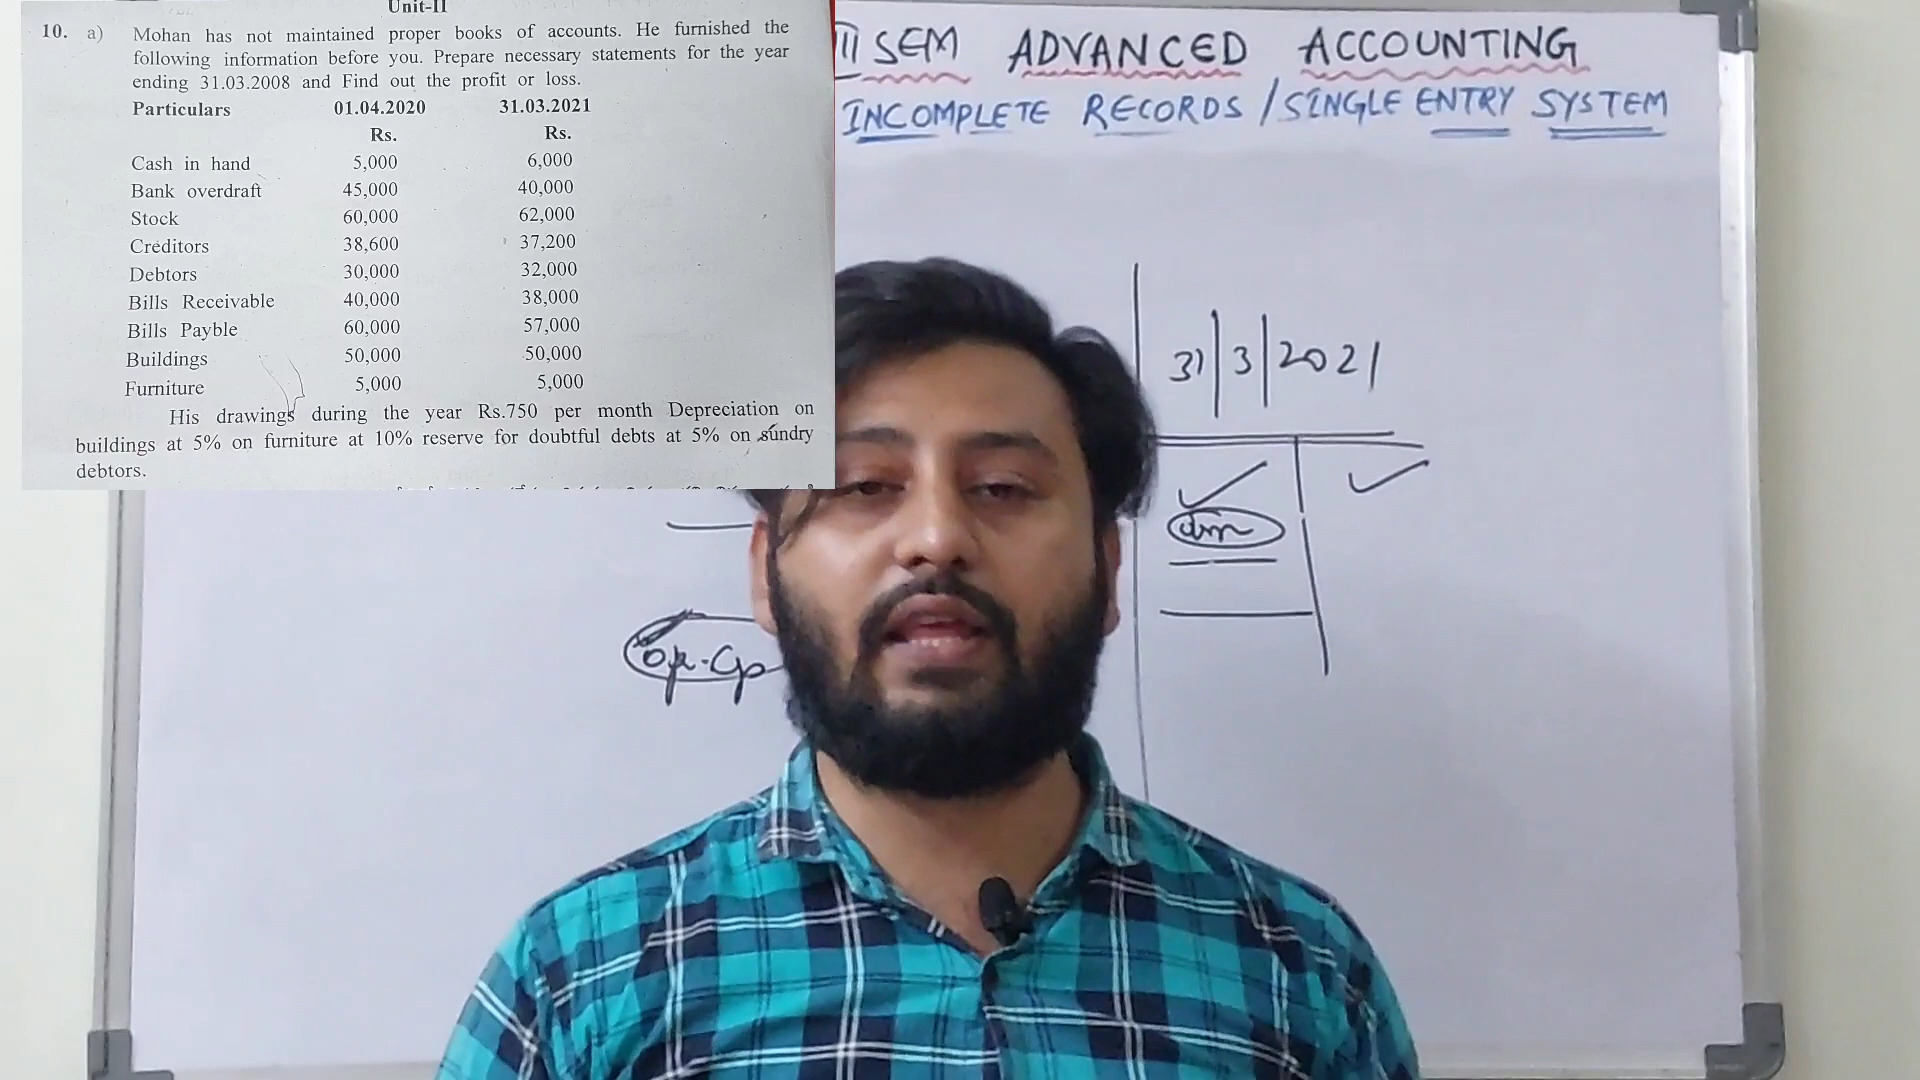 Unit-II
10. a) Mohan has not maintained proper books of accounts. He furnished the
following information before you. Prepare necessary statements for the year
ending 31.03.2008 and Find out the profit or loss.
Particulars 01.04.2020 31.03.2021
Rs. Rs.
Cash in hand 5,000 6,000
Bank overdraft 45,000 40,000
Stock 60,000 62,000
Creditors 38,600 37,200
Debtors 30,000 32,000
Bills Receivable 40,000 38,000
Bills Payble 60,000 57,000
Buildings 50,000 50,000
Furniture 5,000 5,000
His drawings during the year Rs.750 per month Depreciation on
buildings at 5% on furniture at 10% reserve for doubtful debts at 5% on sundry
debtors.
II SEM ADVANCED ACCOUNTING
INCOMPLETE RECORDS / SINGLE ENTRY SYSTEM
31|3|2021